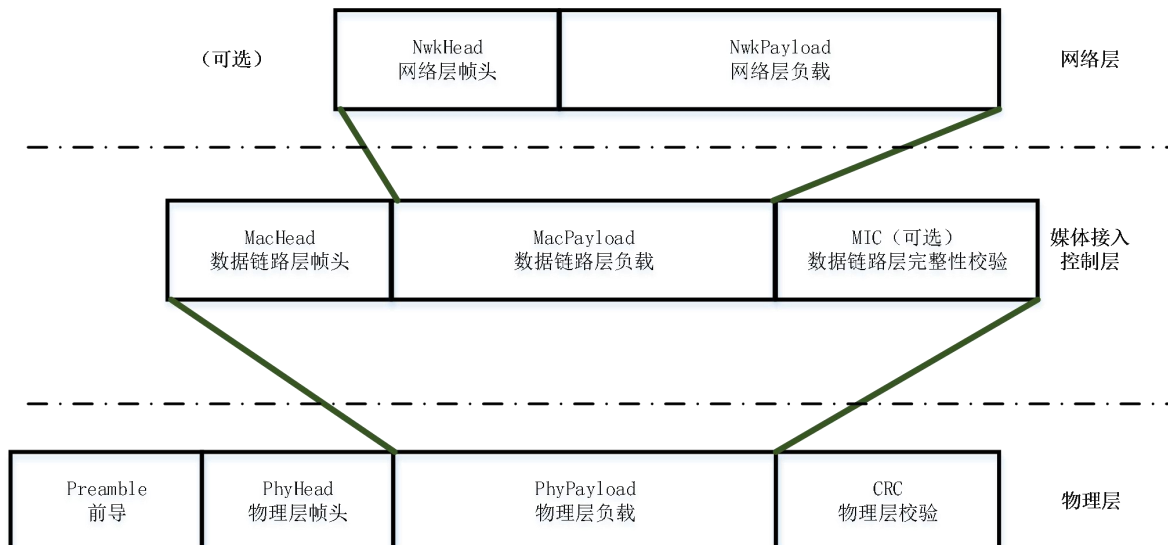 （可选）
NwkHead
网络层帧头
NwkPayload
网络层负载
网络层
MacHead
数据链路层帧头
MacPayload
数据链路层负载
MIC（可选）
数据链路层完整性校验
媒体接入
控制层
Preamble
前导
PhyHead
物理层帧头
PhyPayload
物理层负载
CRC
物理层校验
物理层